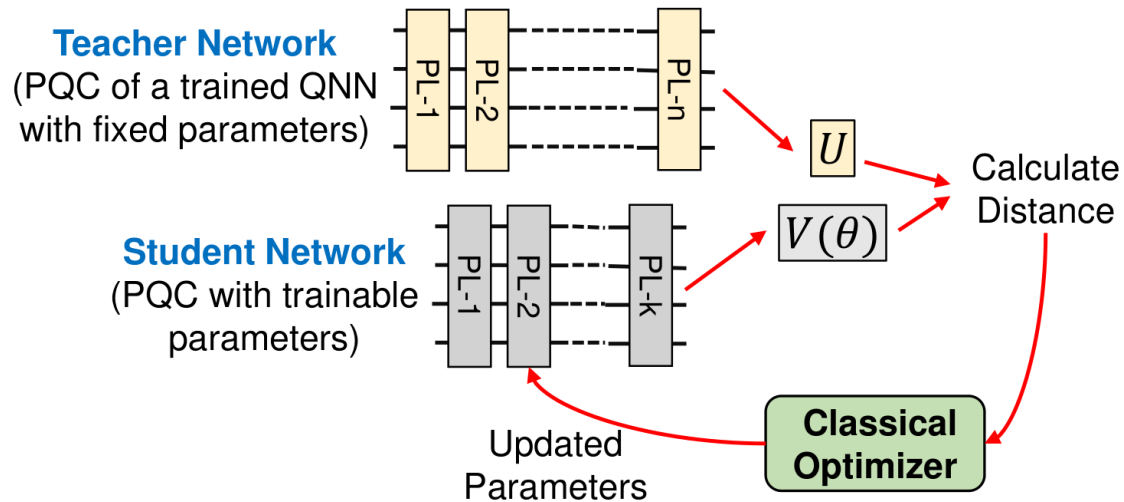 Teacher Network
(PQC of a trained QNN
with fixed parameters)
PL-1
PL-2
PL-n
U
Calculate
Distance
V(θ)
Student Network
(PQC with trainable
parameters)
PL-1
PL-2
PL-k
Updated
Parameters
Classical
Optimizer